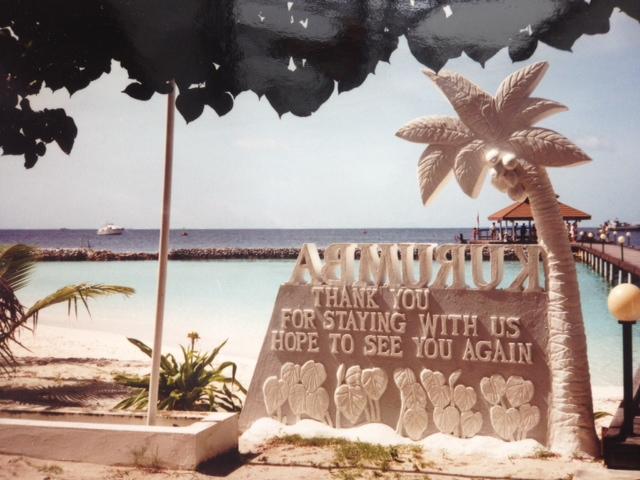 KURUMBA
THANK YOU
FOR STAYING WITH US
HOPE TO SEE YOU AGAIN